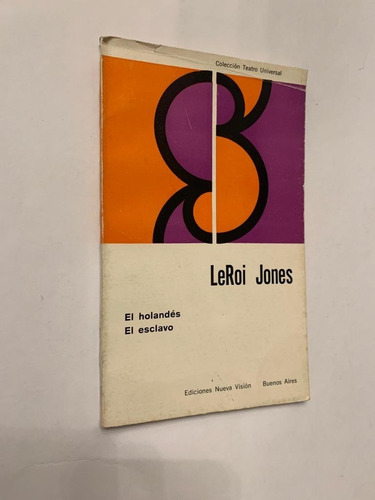 Colección Teatro Universal
LeRoi Jones
El holandés
El esclavo
Ediciones Nueva Visión Buenos Aires